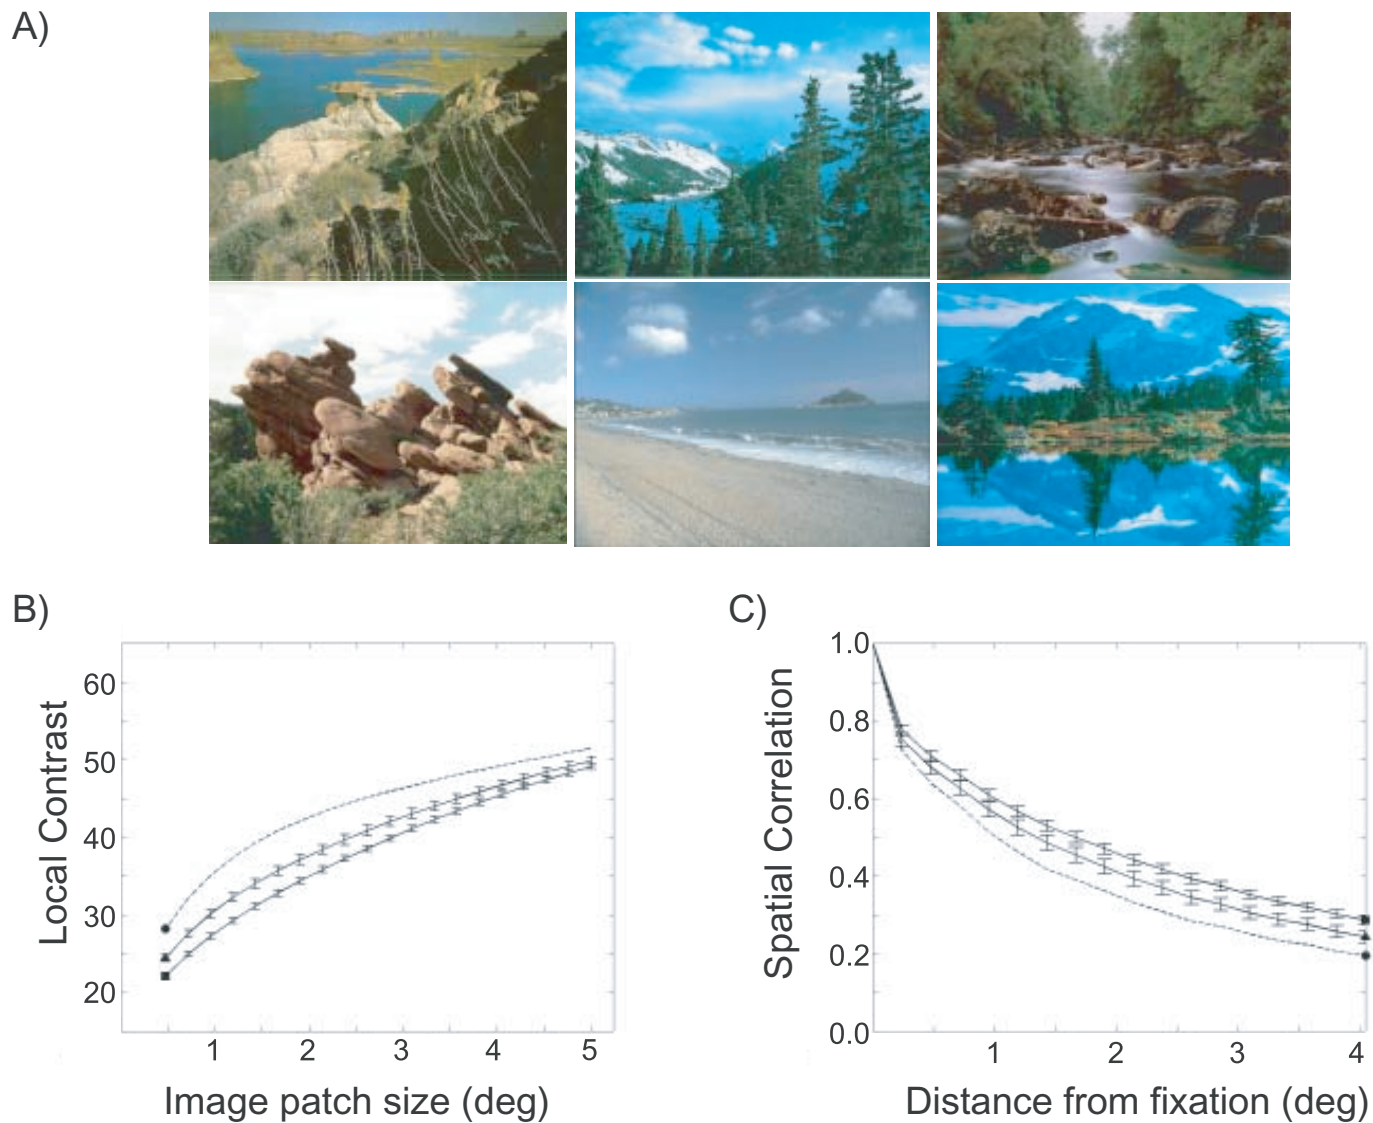 A)
B)
C)
Local Contrast
60
50
40
30
20
1 2 3 4 5
Image patch size (deg)
Spatial Correlation
1.0
0.8
0.6
0.4
0.2
0.0
1 2 3 4
Distance from fixation (deg)